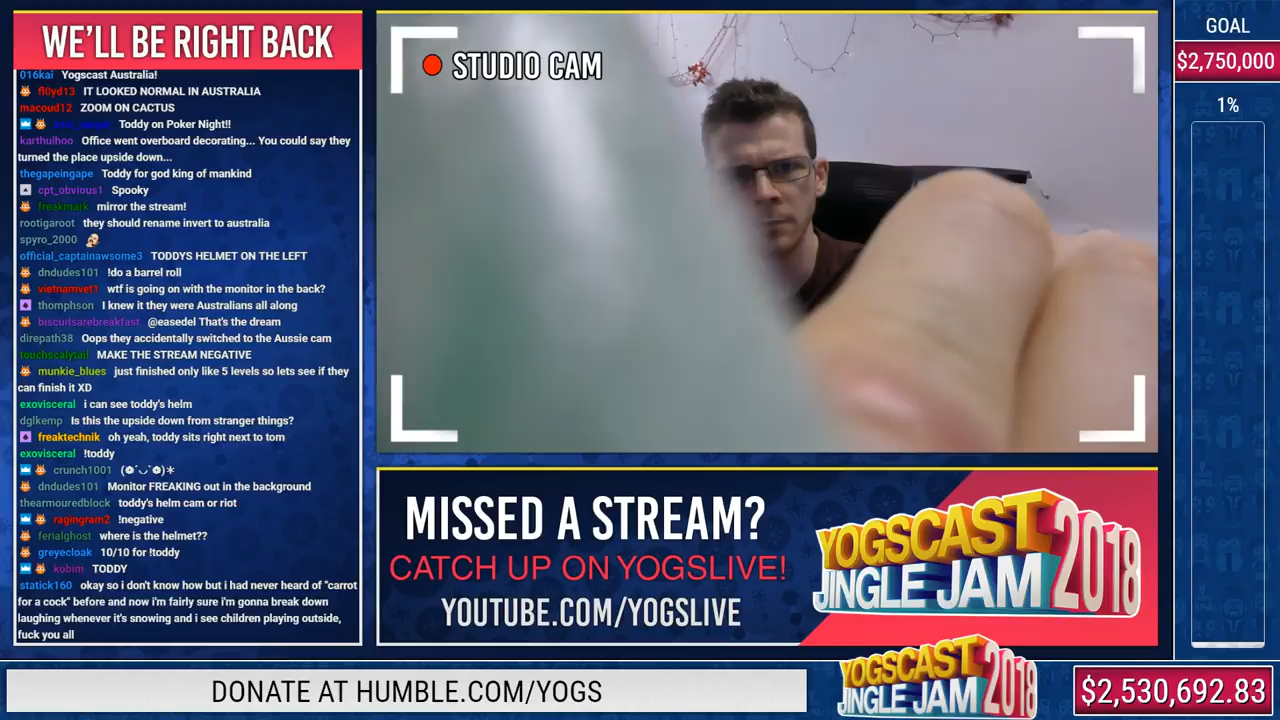 WE'LL BE RIGHT BACK
016kai Yogscast Australia!
fl0yd13 IT LOOKED NORMAL IN AUSTRALIA
macoud12 ZOOM ON CACTUS
Toddy on Poker Night!!
karthulhoo Office went overboard decorating... You could say they
turned the place upside down...
thegapeingape Toddy for god king of mankind
cpt_obvious1 Spooky
freakmark mirror the stream!
rootigaroot they should rename invert to australia
spyro_2000
official_captainawsome3 TODDYS HELMET ON THE LEFT
dndudes101 !do a barrel roll
vietnamvet1 wtf is going on with the monitor in the back?
thomphson I knew it they were Australians all along
biscuitsarebreakfast @easedel That's the dream
direpath38 Oops they accidentally switched to the Aussie cam
touchscalytail MAKE THE STREAM NEGATIVE
munkie_blues just finished only like 5 levels so lets see if they
can finish it XD
exovisceral i can see toddy's helm
dglkemp Is this the upside down from stranger things?
freaktechnik oh yeah, toddy sits right next to tom
exovisceral !toddy
crunch1001 (❁´◡`❁)*
dndudes101 Monitor FREAKING out in the background
thearmouredblock toddy's helm cam or riot
ragingram2 !negative
ferialghost where is the helmet??
greyecloak 10/10 for !toddy
kobim TODDY
statick160 okay so i don't know how but i had never heard of "carrot
for a cock" before and now i'm fairly sure i'm gonna break down
laughing whenever it's snowing and i see children playing outside,
fuck you all
STUDIO CAM
MISSED A STREAM?
CATCH UP ON YOGSLIVE!
YOUTUBE.COM/YOGSLIVE
YOGSCAST
JINGLE JAM 2018
GOAL
$2,750,000
1%
DONATE AT HUMBLE.COM/YOGS
YOGSCAST
JINGLE JAM 2018
$2,530,692.83